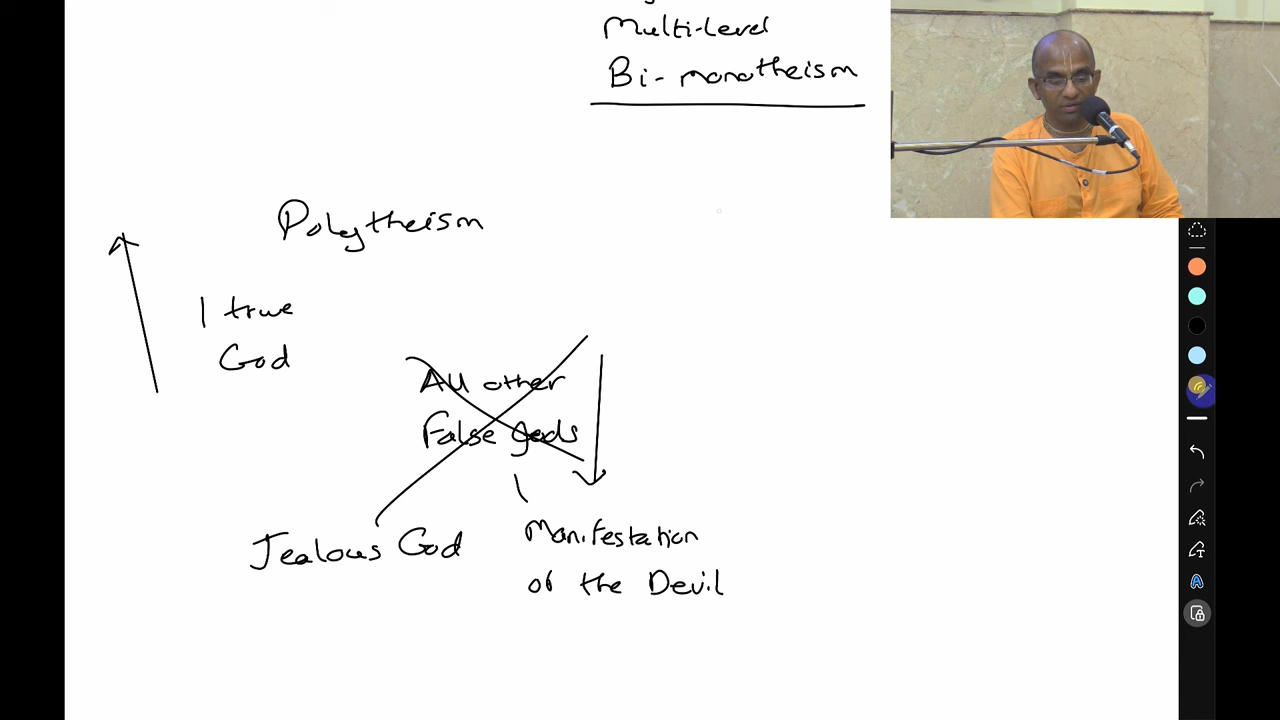 Multi-level
Bi-monotheism
Polytheism
1 true
God
All other
False gods
Jealous God
Manifestation
of the Devil